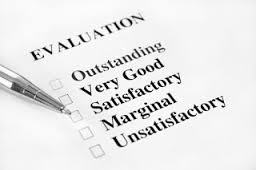 EVALUATION
Outstanding
Very Good
Satisfactory
Marginal
Unsatisfactory